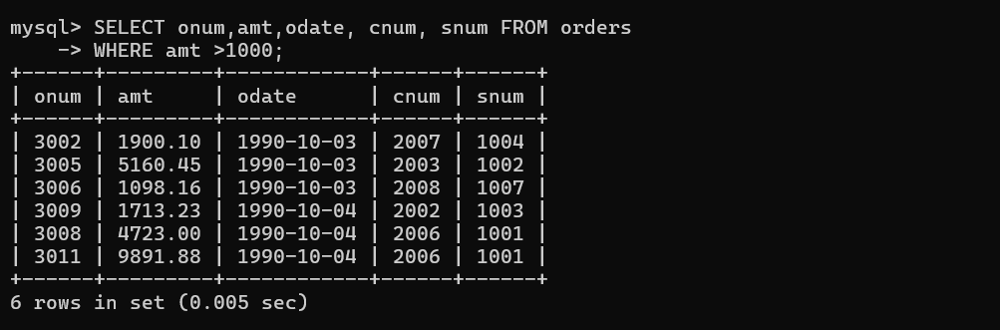 mysql> SELECT onum,amt,odate, cnum, snum FROM orders
    -> WHERE amt >1000;
+------+---------+------------+------+------+
| onum | amt     | odate      | cnum | snum |
+------+---------+------------+------+------+
| 3002 | 1900.10 | 1990-10-03 | 2007 | 1004 |
| 3005 | 5160.45 | 1990-10-03 | 2003 | 1002 |
| 3006 | 1098.16 | 1990-10-03 | 2008 | 1007 |
| 3009 | 1713.23 | 1990-10-04 | 2002 | 1003 |
| 3008 | 4723.00 | 1990-10-04 | 2006 | 1001 |
| 3011 | 9891.88 | 1990-10-04 | 2006 | 1001 |
+------+---------+------------+------+------+
6 rows in set (0.005 sec)